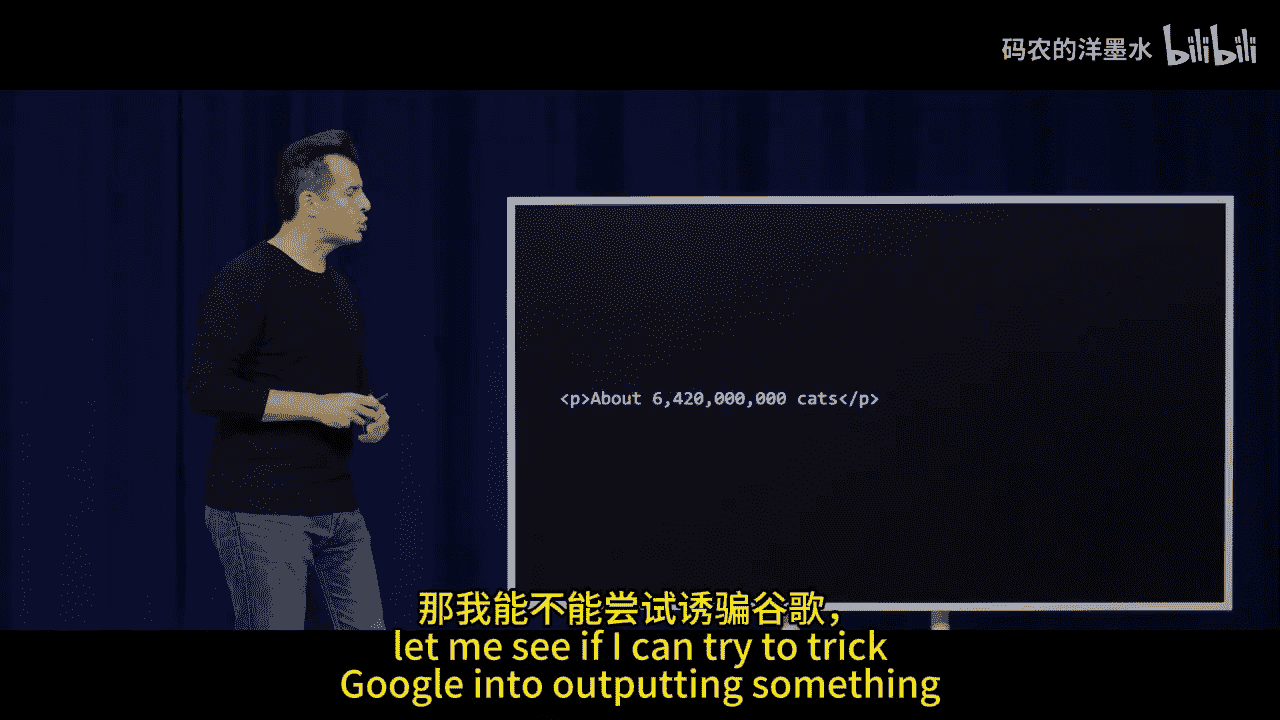 码农的洋墨水 bilibili
<p>About 6,420,000,000 cats</p>
那我能不能尝试诱骗谷歌，
let me see if I can try to trick
Google into outputting something